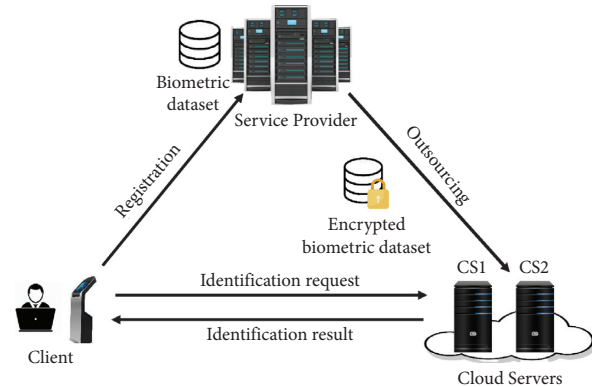 Biometric
dataset
Service Provider
Registration
Outsourcing
Encrypted
biometric dataset
CS1
CS2
Identification request
Identification result
Client
Cloud Servers